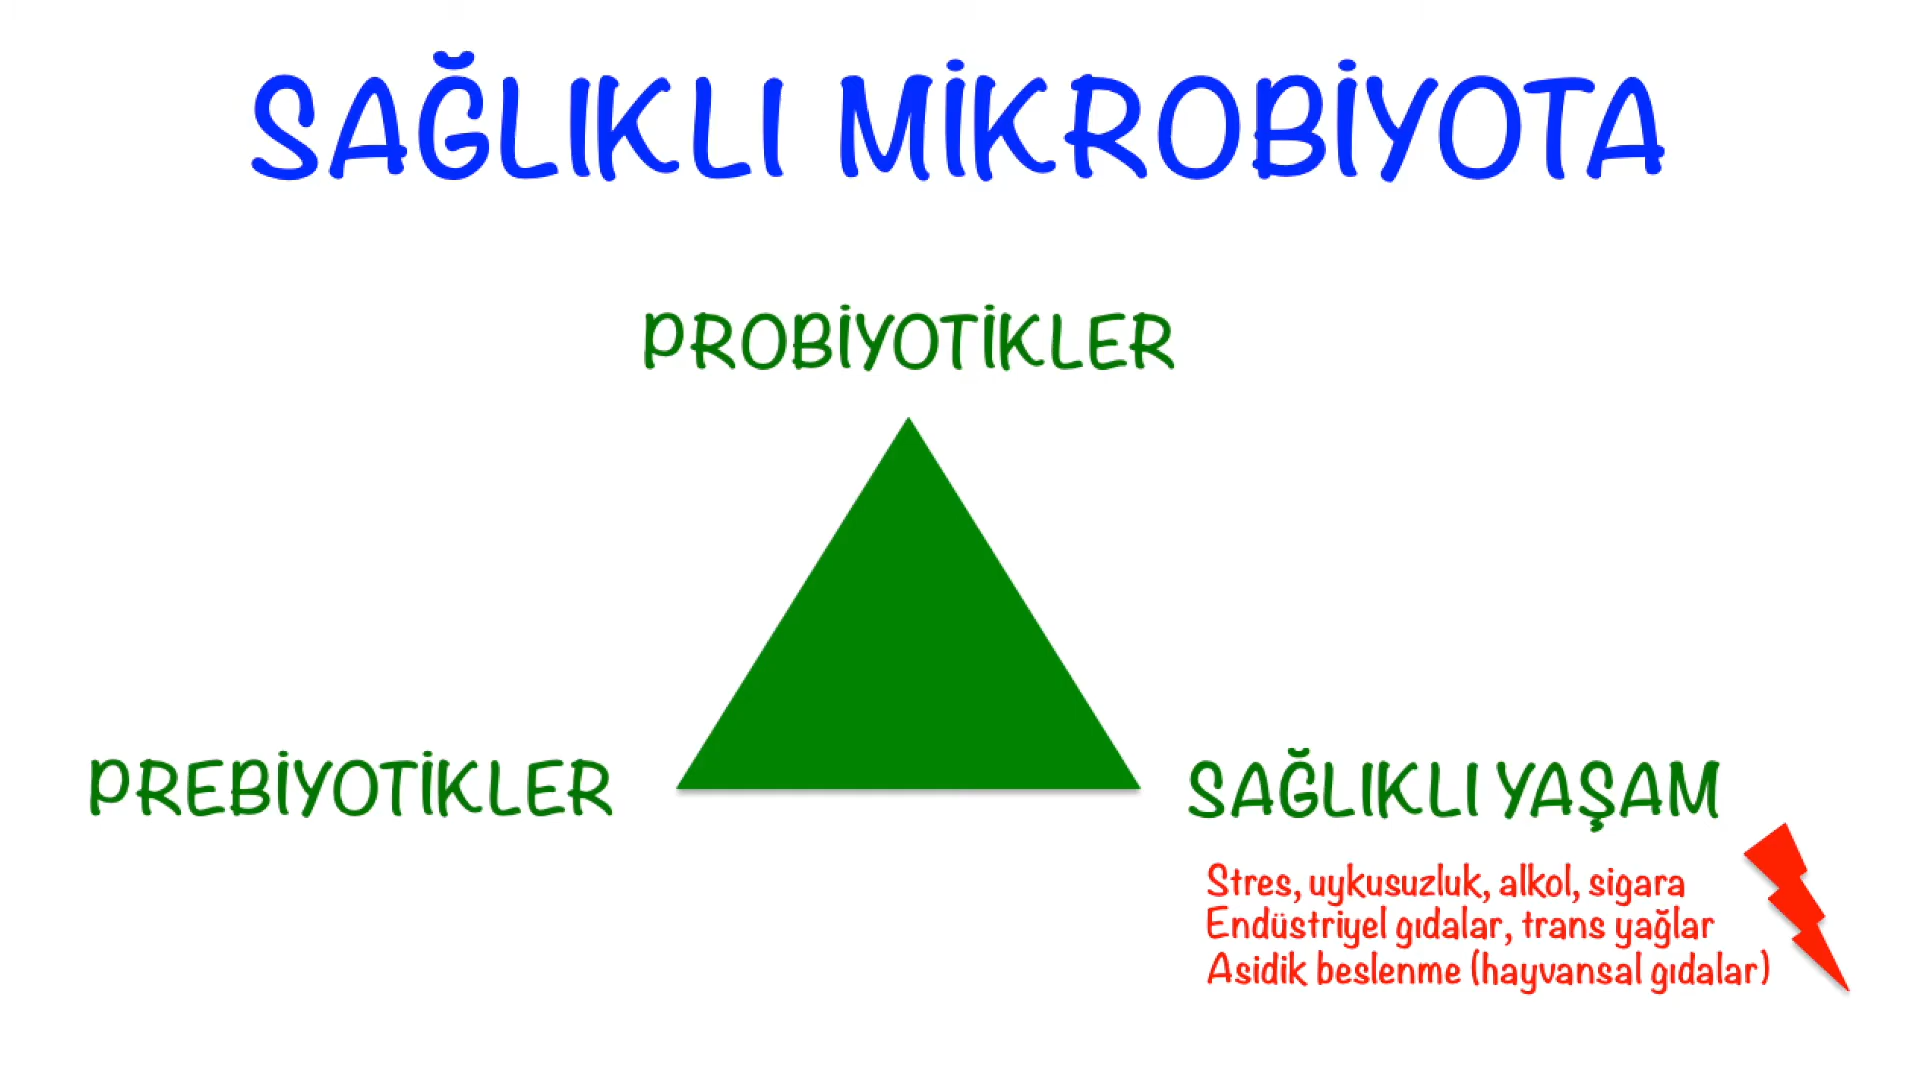 SAĞLIKLI MİKROBİYOTA
PROBİYOTİKLER
PREBİYOTİKLER
SAĞLIKLI YAŞAM
Stres, uykusuzluk, alkol, sigara
Endüstriyel gıdalar, trans yağlar
Asidik beslenme (hayvansal gıdalar)